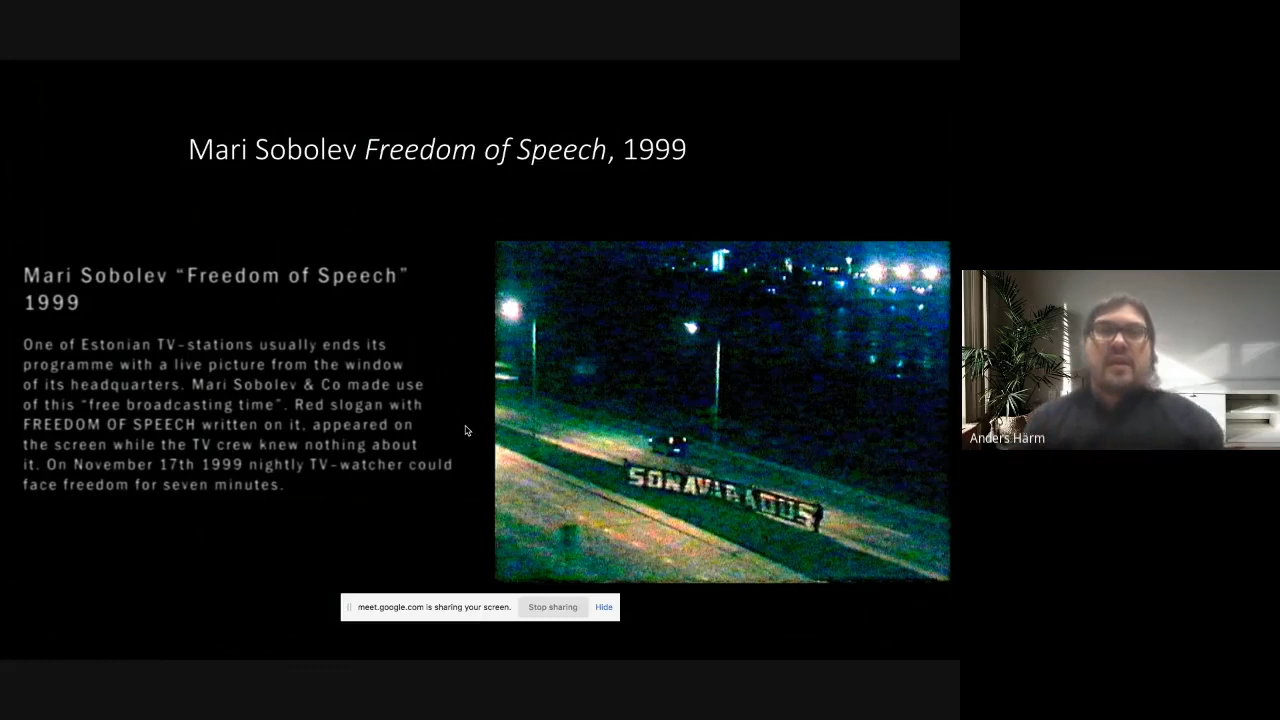 Mari Sobolev Freedom of Speech, 1999
Mari Sobolev “Freedom of Speech”
1999
One of Estonian TV-stations usually ends its
programme with a live picture from the window
of its headquarters. Mari Sobolev & Co made use
of this “free broadcasting time”. Red slogan with
FREEDOM OF SPEECH written on it, appeared on
the screen while the TV crew knew nothing about
it. On November 17th 1999 nightly TV-watcher could
face freedom for seven minutes.
SÕNAVABADUS
meet.google.com is sharing your screen.
Stop sharing
Hide
Anders Härm